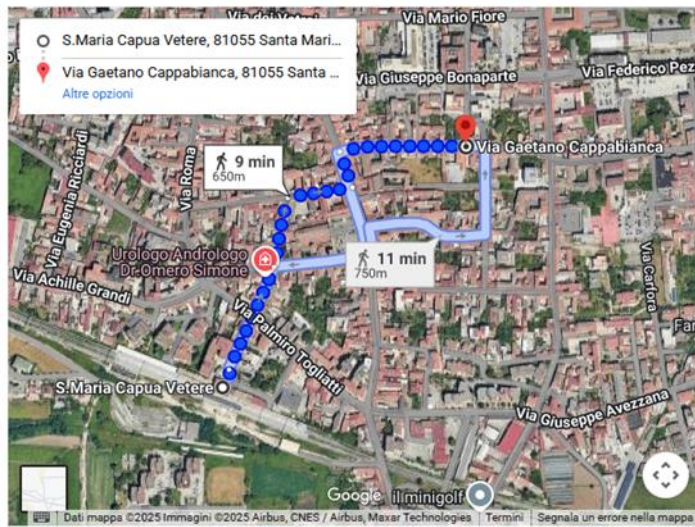 Via Mario Fiore
S.Maria Capua Vetere, 81055 Santa Mari...
Via Gaetano Cappabianca, 81055 Santa ...
Altre opzioni
Via Giuseppe Bonaparte
Via Federico Pez
Via Gaetano Cappabianca
9 min
650m
Via Roma
Via Eugenia Ricciardi
Urologo Andrologo
Dr.Omero Simone
11 min
750m
Via Achille Grandi
Via Palmiro Togliatti
Via Carfora
Far
S.Maria Capua Vetere
Via Giuseppe Avezzana
Google
il minigolf
Dati mappa ©2025 Immagini ©2025 Airbus, CNES / Airbus, Maxar Technologies
Termini
Segnala un errore nella mappa